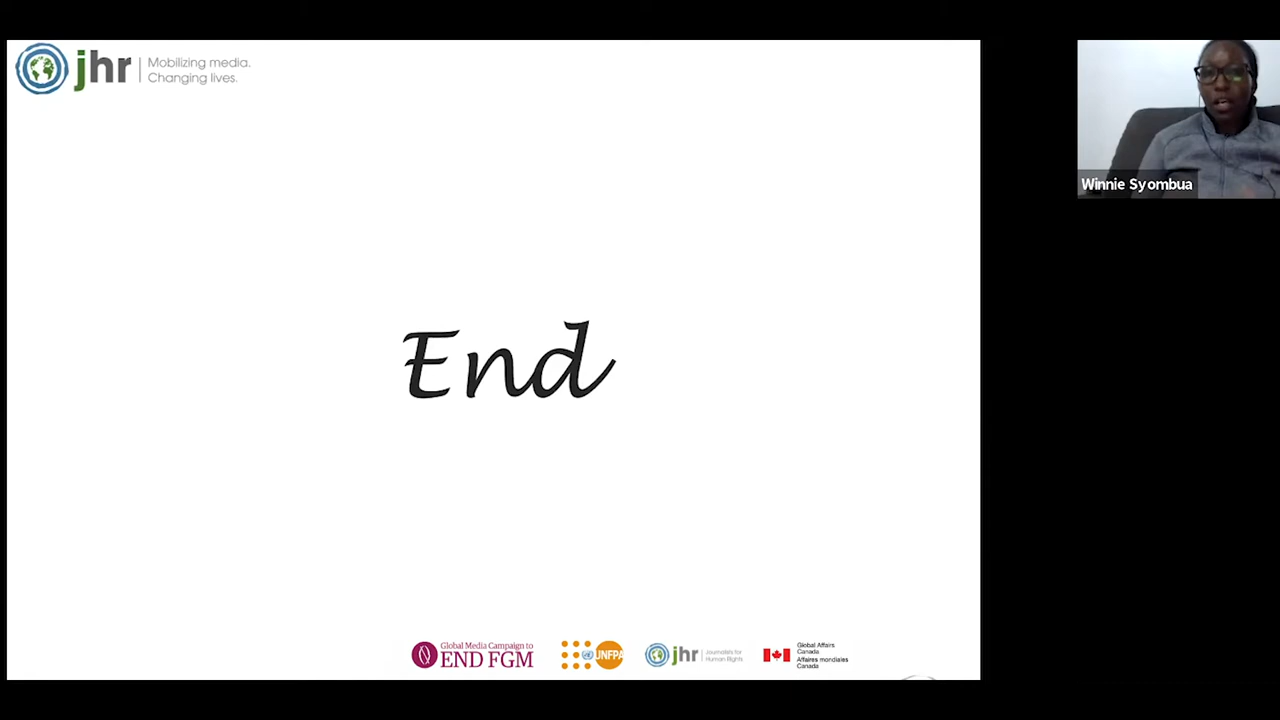 jhr
Mobilizing media.
Changing lives.
Winnie Syombua
End
Global Media Campaign to
END FGM
UNFPA
jhr
Journalists for
Human Rights
Global Affairs
Canada
Affaires mondiales
Canada